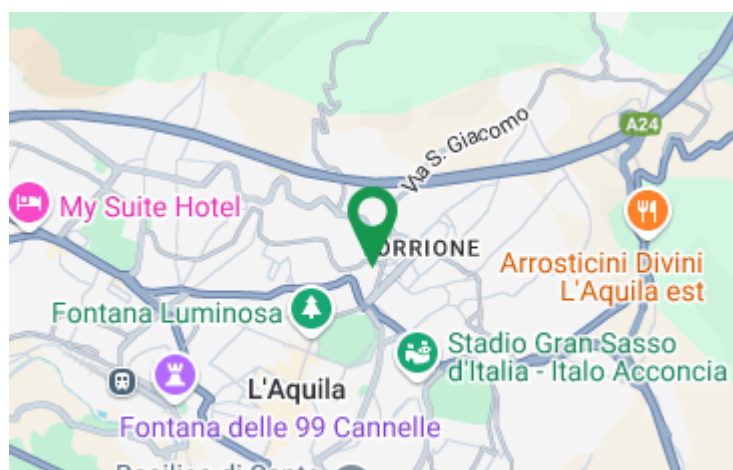 Via S. Giacomo
A24
My Suite Hotel
ORRIONE
Arrosticini Divini
L'Aquila est
Fontana Luminosa
Stadio Gran Sasso
d'Italia - Italo Acconcia
L'Aquila
Fontana delle 99 Cannelle